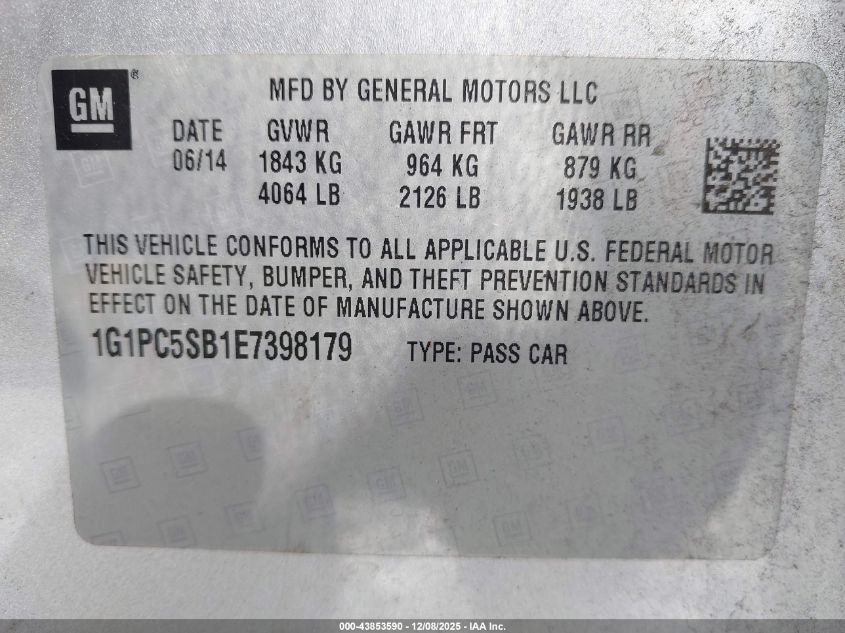 GM®
MFD BY GENERAL MOTORS LLC
DATE GVWR GAWR FRT GAWR RR
06/14 1843 KG 964 KG 879 KG
4064 LB 2126 LB 1938 LB
THIS VEHICLE CONFORMS TO ALL APPLICABLE U.S. FEDERAL MOTOR
VEHICLE SAFETY, BUMPER, AND THEFT PREVENTION STANDARDS IN
EFFECT ON THE DATE OF MANUFACTURE SHOWN ABOVE.
1G1PC5SB1E7398179 TYPE: PASS CAR
000-43853590 - 12/08/2025 - IAA Inc.